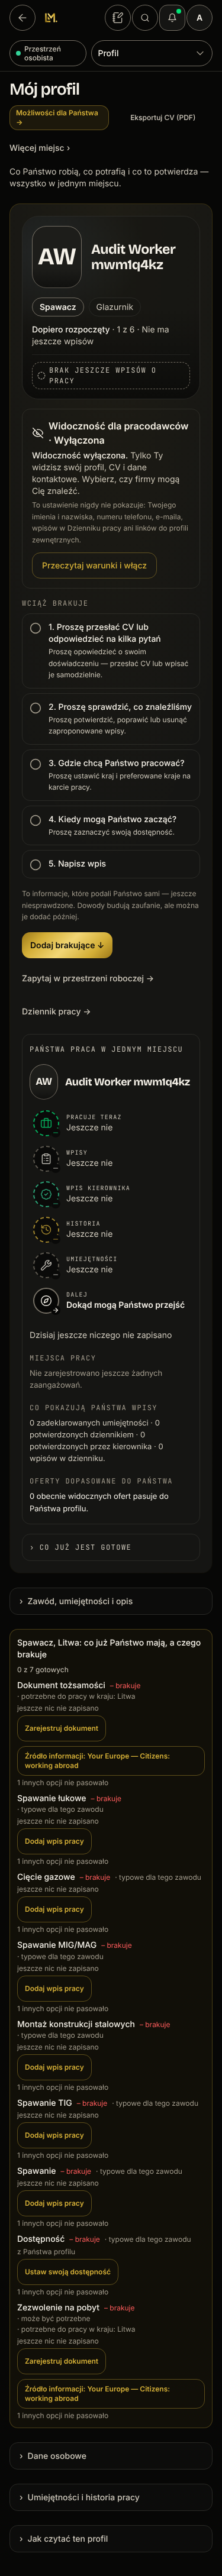 LM.
A
Przestrzeń
osobista
Profil
Mój profil
Możliwości dla Państwa
→
Eksportuj CV (PDF)
Więcej miejsc ›
Co Państwo robią, co potrafią i co to potwierdza —
wszystko w jednym miejscu.
AW
Audit Worker
mwm1q4kz
Spawacz
Glazurnik
Dopiero rozpoczęty · 1 z 6 · Nie ma
jeszcze wpisów
BRAK JESZCZE WPISÓW O
PRACY
Widoczność dla pracodawców
· Wyłączona
Widoczność wyłączona. Tylko Ty
widzisz swój profil, CV i dane
kontaktowe. Wybierz, czy firmy mogą
Cię znaleźć.
To ustawienie nigdy nie pokazuje: Twojego
imienia i nazwiska, numeru telefonu, e-maila,
wpisów w Dzienniku pracy ani linków do profili
zewnętrznych.
Przeczytaj warunki i włącz
WCIĄŻ BRAKUJE
1. Proszę przesłać CV lub
odpowiedzieć na kilka pytań
Proszę opowiedzieć o swoim
doświadczeniu — przesłać CV lub wpisać
je samodzielnie.
2. Proszę sprawdzić, co znaleźliśmy
Proszę potwierdzić, poprawić lub usunąć
zaproponowane wpisy.
3. Gdzie chcą Państwo pracować?
Proszę ustawić kraj i preferowane kraje na
karcie pracy.
4. Kiedy mogą Państwo zacząć?
Proszę zaznaczyć swoją dostępność.
5. Napisz wpis
To informacje, które podali Państwo sami — jeszcze
niesprawdzone. Dowody budują zaufanie, ale można
je dodać później.
Dodaj brakujące ↓
Zapytaj w przestrzeni roboczej →
Dziennik pracy →
PAŃSTWA PRACA W JEDNYM MIEJSCU
AW
Audit Worker mwm1q4kz
PRACUJE TERAZ
Jeszcze nie
WPISY
Jeszcze nie
WPIS KIEROWNIKA
Jeszcze nie
HISTORIA
Jeszcze nie
UMIEJĘTNOŚCI
Jeszcze nie
DALEJ
Dokąd mogą Państwo przejść
Dzisiaj jeszcze niczego nie zapisano
MIEJSCA PRACY
Nie zarejestrowano jeszcze żadnych
zaangażowań.
CO POKAZUJĄ PAŃSTWA WPISY
0 zadeklarowanych umiejętności · 0
potwierdzonych dziennikiem · 0
potwierdzonych przez kierownika · 0
wpisów w dzienniku.
OFERTY DOPASOWANE DO PAŃSTWA
0 obecnie widocznych ofert pasuje do
Państwa profilu.
› CO JUŻ JEST GOTOWE
› Zawód, umiejętności i opis
Spawacz, Litwa: co już Państwo mają, a czego
brakuje
0 z 7 gotowych
Dokument tożsamości – brakuje
· potrzebne do pracy w kraju: Litwa
jeszcze nic nie zapisano
Zarejestruj dokument
Źródło informacji: Your Europe — Citizens:
working abroad
1 innych opcji nie pasowało
Spawanie łukowe – brakuje
· typowe dla tego zawodu
jeszcze nic nie zapisano
Dodaj wpis pracy
1 innych opcji nie pasowało
Cięcie gazowe – brakuje · typowe dla tego zawodu
jeszcze nic nie zapisano
Dodaj wpis pracy
1 innych opcji nie pasowało
Spawanie MIG/MAG – brakuje
· typowe dla tego zawodu
jeszcze nic nie zapisano
Dodaj wpis pracy
1 innych opcji nie pasowało
Montaż konstrukcji stalowych – brakuje
· typowe dla tego zawodu
jeszcze nic nie zapisano
Dodaj wpis pracy
1 innych opcji nie pasowało
Spawanie TIG – brakuje · typowe dla tego zawodu
jeszcze nic nie zapisano
Dodaj wpis pracy
1 innych opcji nie pasowało
Spawanie – brakuje · typowe dla tego zawodu
jeszcze nic nie zapisano
Dodaj wpis pracy
1 innych opcji nie pasowało
Dostępność – brakuje · typowe dla tego zawodu
z Państwa profilu
Ustaw swoją dostępność
1 innych opcji nie pasowało
Zezwolenie na pobyt – brakuje
· może być potrzebne
· potrzebne do pracy w kraju: Litwa
jeszcze nic nie zapisano
Zarejestruj dokument
Źródło informacji: Your Europe — Citizens:
working abroad
1 innych opcji nie pasowało
› Dane osobowe
› Umiejętności i historia pracy
› Jak czytać ten profil